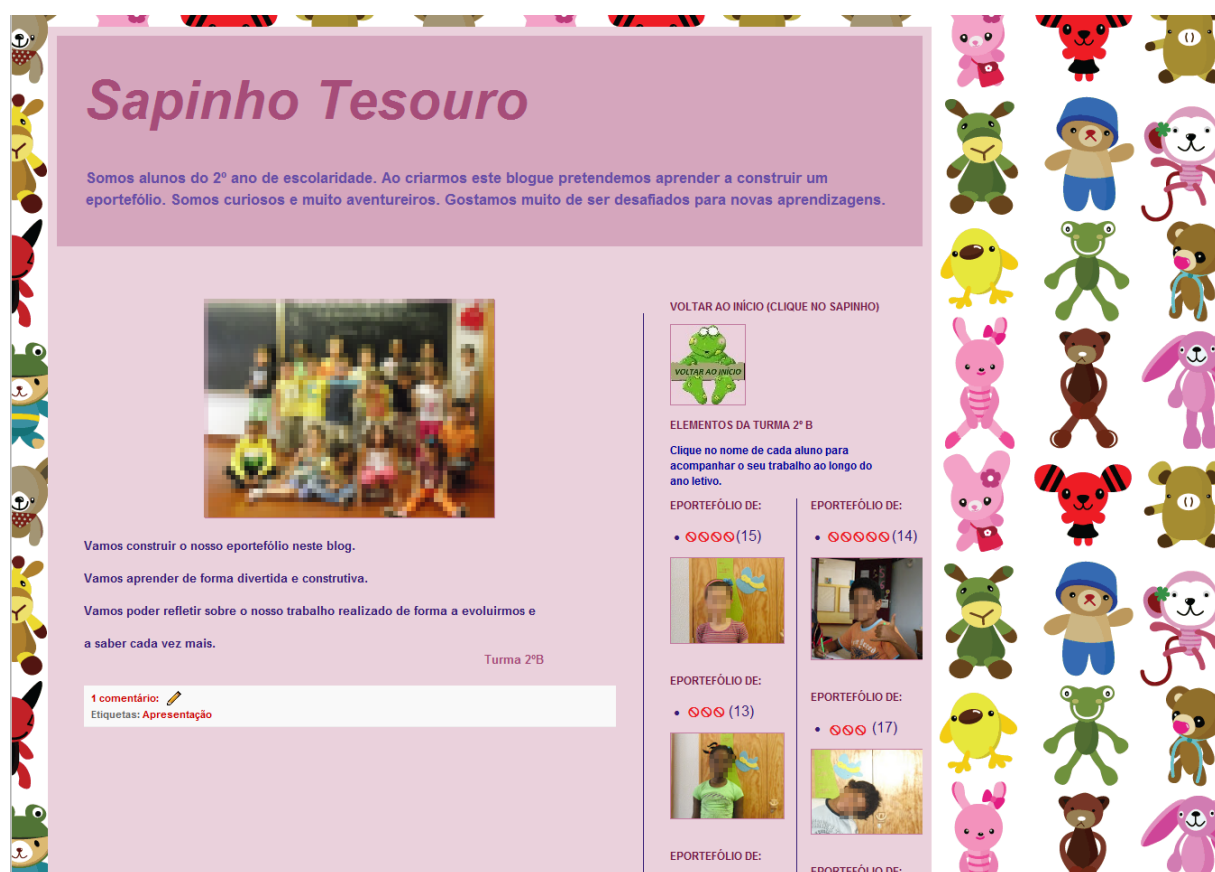 Sapinho Tesouro
Somos alunos do 2º ano de escolaridade. Ao criarmos este blogue pretendemos aprender a construir um
eportefólio. Somos curiosos e muito aventureiros. Gostamos muito de ser desafiados para novas aprendizagens.
Vamos construir o nosso eportefólio neste blog.
Vamos aprender de forma divertida e construtiva.
Vamos poder refletir sobre o nosso trabalho realizado de forma a evoluirmos e
a saber cada vez mais.
Turma 2ºB
1 comentário:
Etiquetas: Apresentação
VOLTAR AO INÍCIO (CLIQUE NO SAPINHO)
VOLTAR AO INÍCIO
ELEMENTOS DA TURMA 2º B
Clique no nome de cada aluno para
acompanhar o seu trabalho ao longo do
ano letivo.
EPORTEFÓLIO DE:
(15)
EPORTEFÓLIO DE:
(13)
EPORTEFÓLIO DE:
EPORTEFÓLIO DE:
(14)
EPORTEFÓLIO DE:
(17)
EPORTEFÓLIO DE: